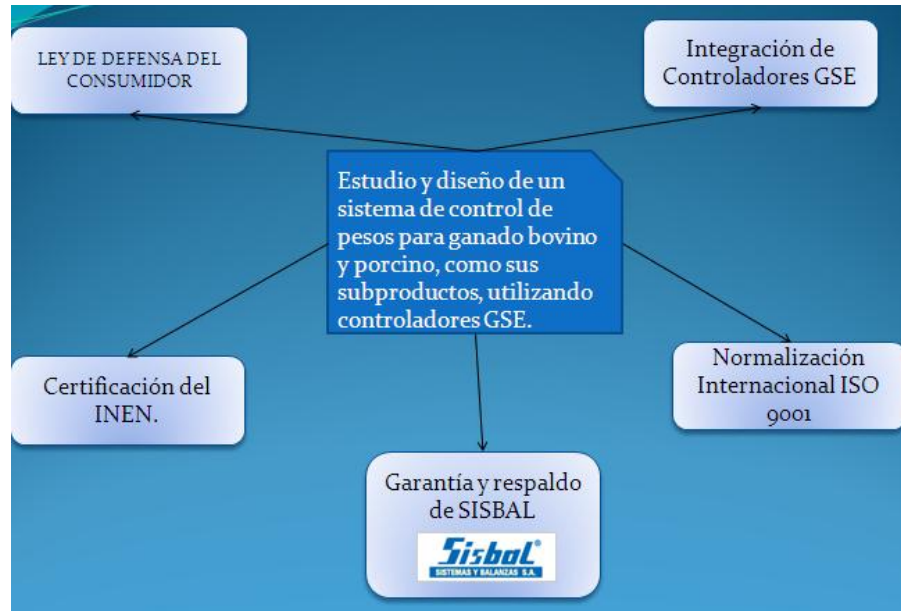 LEY DE DEFENSA DEL
CONSUMIDOR
Integración de
Controladores GSE
Estudio y diseño de un
sistema de control de
pesos para ganado bovino
y porcino, como sus
subproductos, utilizando
controladores GSE.
Certificación del
INEN.
Normalización
Internacional ISO
9001
Garantía y respaldo
de SISBAL
Sisbal®
SISTEMAS Y BALANZAS S.A.